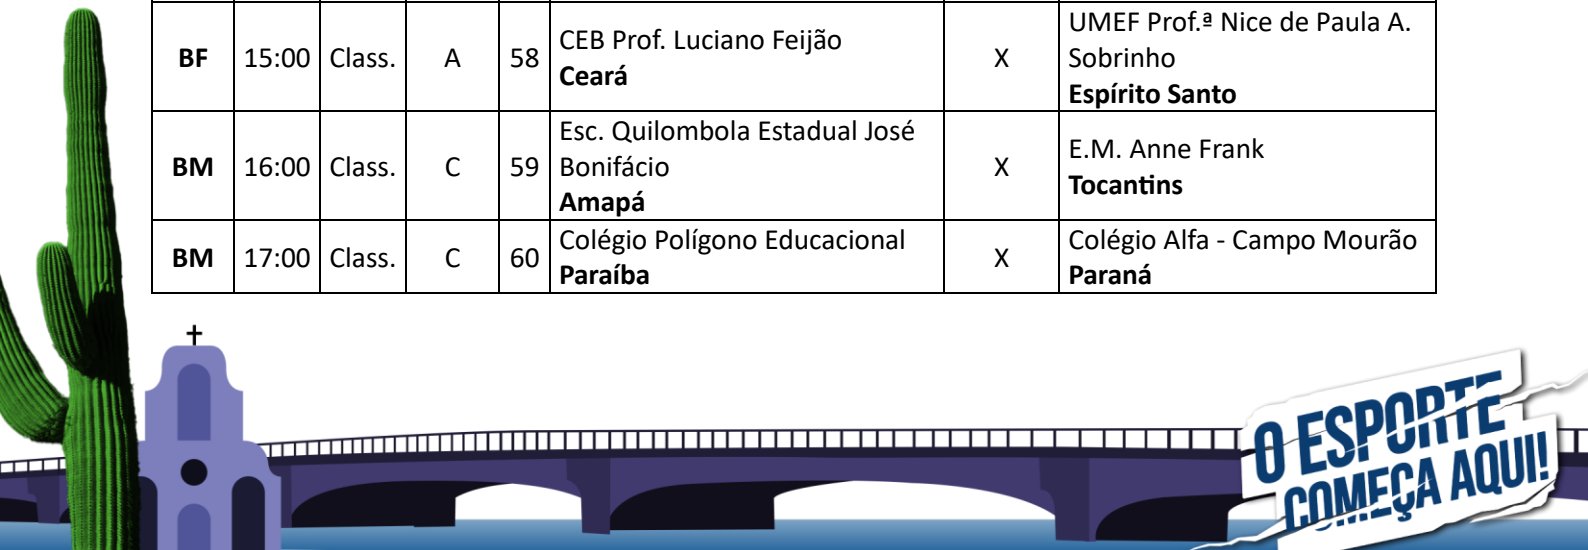 BF 15:00 Class. A 58 CEB Prof. Luciano Feijão
Ceará X UMEF Prof.ª Nice de Paula A.
Sobrinho
Espírito Santo
BM 16:00 Class. C 59 Esc. Quilombola Estadual José
Bonifácio
Amapá X E.M. Anne Frank
Tocantins
BM 17:00 Class. C 60 Colégio Polígono Educacional
Paraíba X Colégio Alfa - Campo Mourão
Paraná
O ESPORTE
COMEÇA AQUI!